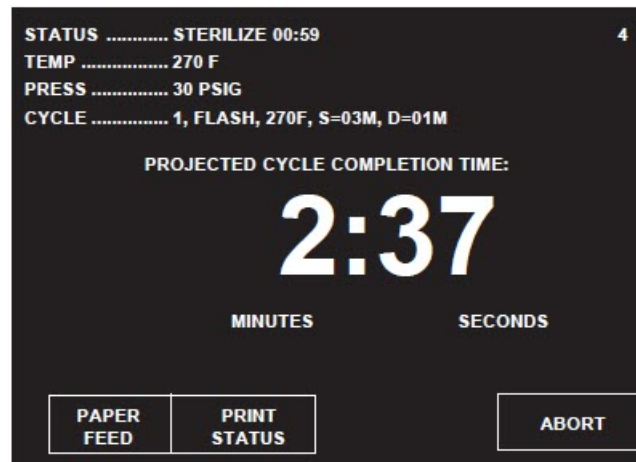 STATUS ............ STERILIZE 00:59 4
TEMP ................. 270 F
PRESS ............... 30 PSIG
CYCLE ............... 1, FLASH, 270F, S=03M, D=01M
PROJECTED CYCLE COMPLETION TIME:
2:37
MINUTES SECONDS
PAPER FEED PRINT STATUS ABORT